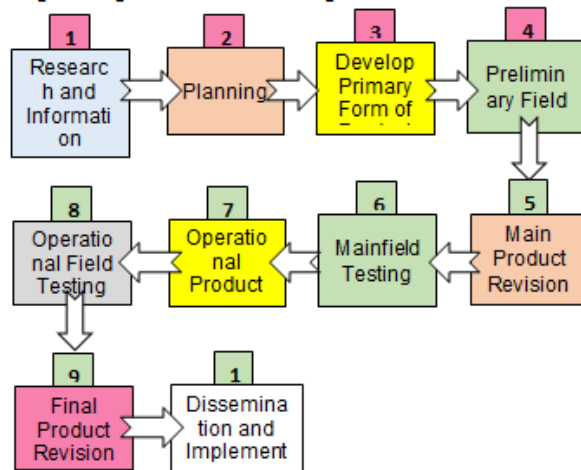 1
Researc
h and
Informati
on
2
Planning
3
Develop
Primary
Form of
4
Prelimin
ary Field
5
Main
Product
Revision
6
Mainfield
Testing
7
Operatio
nal
Product
8
Operatio
nal Field
Testing
9
Final
Product
Revision
1
Dissemina
tion and
Implement